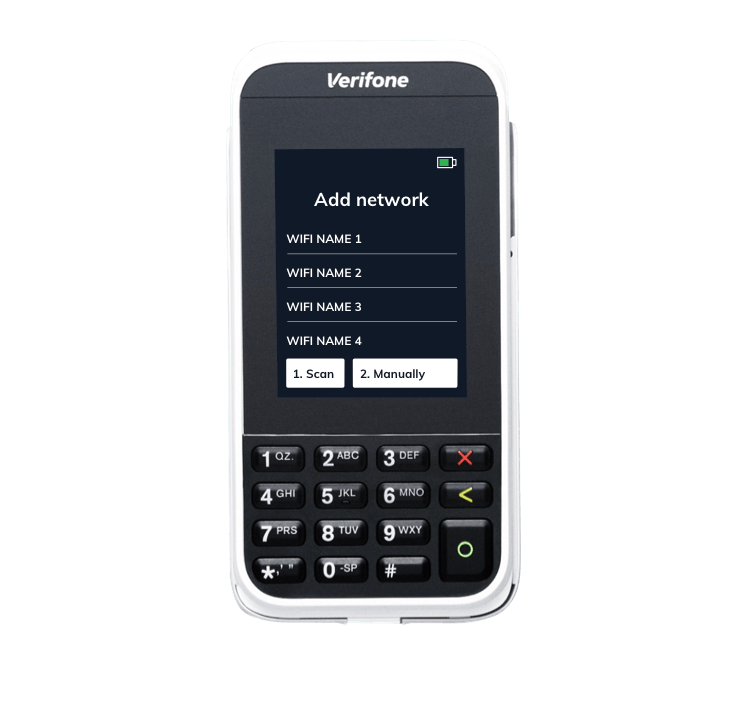 Verifone
Add network
WIFI NAME 1
WIFI NAME 2
WIFI NAME 3
WIFI NAME 4
1. Scan 2. Manually
1 QZ. 2 ABC 3 DEF
4 GHI 5 JKL 6 MNO
7 PRS 8 TUV 9 WXY
*,'" 0 -SP #